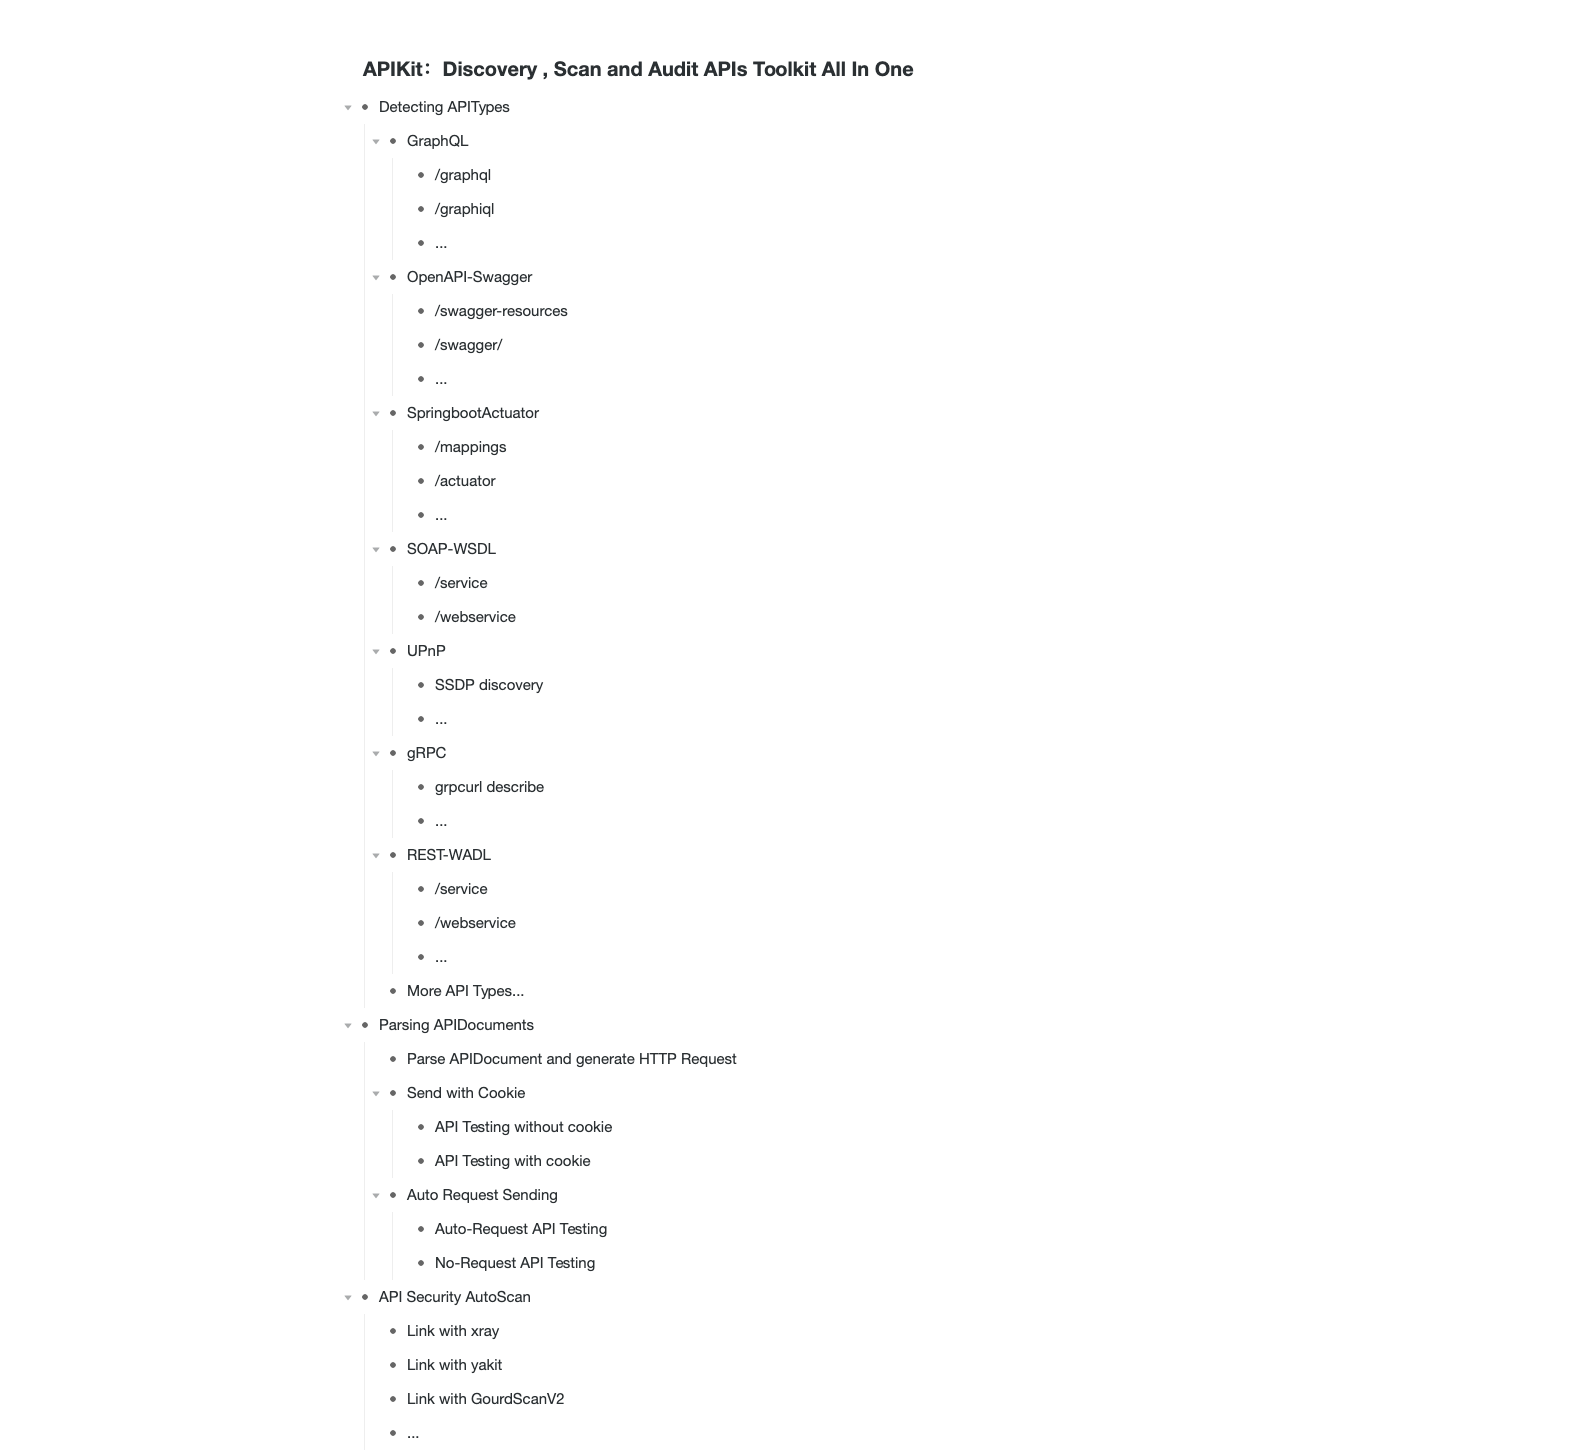 APIKit：Discovery , Scan and Audit APIs Toolkit All In One
Detecting APITypes
GraphQL
/graphql
/graphiql
...
OpenAPI-Swagger
/swagger-resources
/swagger/
...
SpringbootActuator
/mappings
/actuator
...
SOAP-WSDL
/service
/webservice
UPnP
SSDP discovery
...
gRPC
grpcurl describe
...
REST-WADL
/service
/webservice
...
More API Types...
Parsing APIDocuments
Parse APIDocument and generate HTTP Request
Send with Cookie
API Testing without cookie
API Testing with cookie
Auto Request Sending
Auto-Request API Testing
No-Request API Testing
API Security AutoScan
Link with xray
Link with yakit
Link with GourdScanV2
...